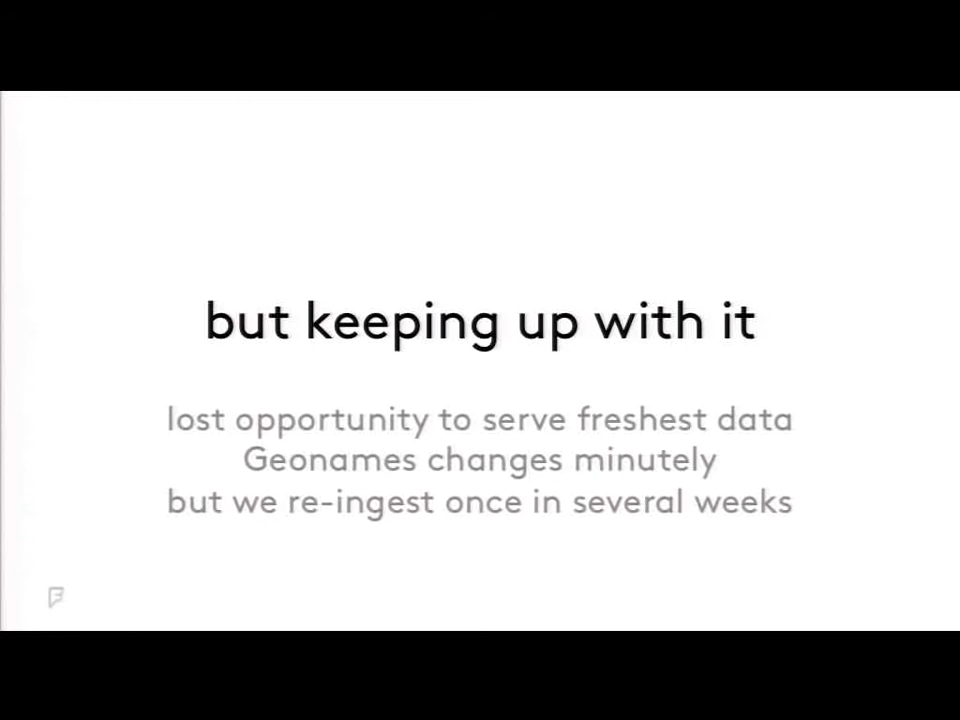 but keeping up with it
lost opportunity to serve freshest data
Geonames changes minutely
but we re-ingest once in several weeks